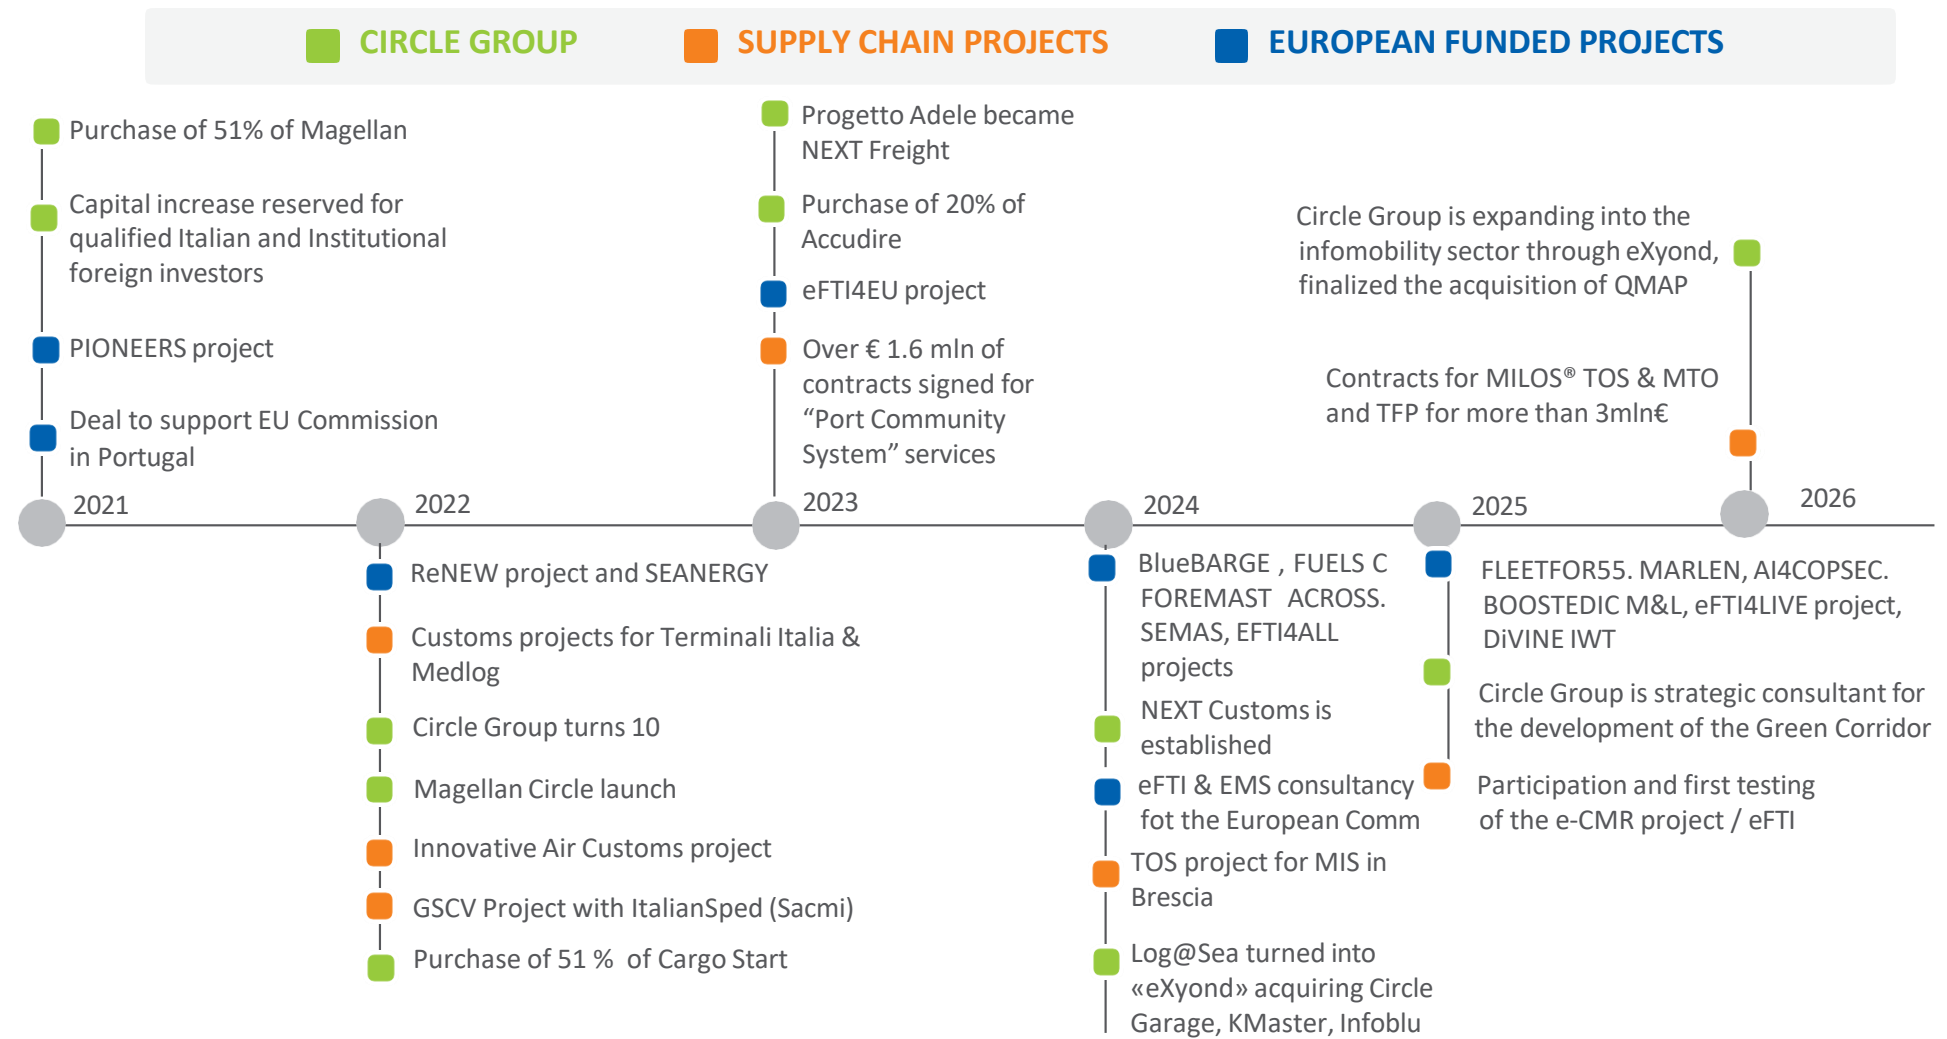 CIRCLE GROUP
SUPPLY CHAIN PROJECTS
EUROPEAN FUNDED PROJECTS
Purchase of 51% of Magellan
Capital increase reserved for
qualified Italian and Institutional
foreign investors
PIONEERS project
Deal to support EU Commission
in Portugal
2021
2022
ReNEW project and SEANERGY
Customs projects for Terminali Italia &
Medlog
Circle Group turns 10
Magellan Circle launch
Innovative Air Customs project
GSCV Project with ItalianSped (Sacmi)
Purchase of 51 % of Cargo Start
Progetto Adele became
NEXT Freight
Purchase of 20% of
Accudire
eFTI4EU project
Over € 1.6 mln of
contracts signed for
“Port Community
System” services
2023
2024
BlueBARGE , FUELS C
FOREMAST ACROSS.
SEMAS, EFTI4ALL
projects
NEXT Customs is
established
eFTI & EMS consultancy
fot the European Comm
TOS project for MIS in
Brescia
Log@Sea turned into
«eXyond» acquiring Circle
Garage, KMaster, Infoblu
2025
FLEETFOR55. MARLEN, AI4COPSEC.
BOOSTEDIC M&L, eFTI4LIVE project,
DiVINE IWT
Circle Group is strategic consultant for
the development of the Green Corridor
Participation and first testing
of the e-CMR project / eFTI
Circle Group is expanding into the
infomobility sector through eXyond,
finalized the acquisition of QMAP
Contracts for MILOS® TOS & MTO
and TFP for more than 3mln€
2026